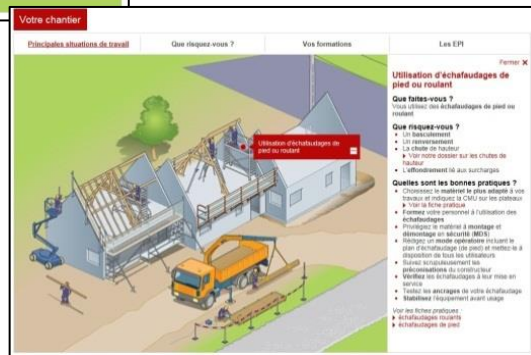 Votre chantier
Principales situations de travail
Que risquez-vous ?
Vos formations
Les EPI
Fermer X
Utilisation d'échafaudages de
pied ou roulant
Utilisation d'échafaudages de
pied ou roulant
Que faites-vous ?
Vous utilisez des échafaudages de pied ou
roulant
Que risquez-vous ?
Un basculement
Un renversement
La chute de hauteur
Voir notre dossier sur les chutes de
hauteur
L'effondrement lié aux surcharges
Quelles sont les bonnes pratiques ?
Choisissez le matériel le plus adapté à vos
travaux et indiquez la CMU sur les plateaux
Voir la fiche pratique
Formez votre personnel à l'utilisation des
échafaudages
Privilégiez le matériel à montage et
démontage en sécurité (MDS)
Rédigez un mode opératoire incluant le
plan d'échafaudage (de pied) et mettez-le à
disposition de tous les utilisateurs
Suivez scrupuleusement les
préconisations du constructeur
Vérifiez les échafaudages à leur mise en
service
Testez les ancrages de votre échafaudage
Stabilisez l'équipement avant usage
Voir les fiches pratiques :
échafaudages roulants
échafaudages de pied